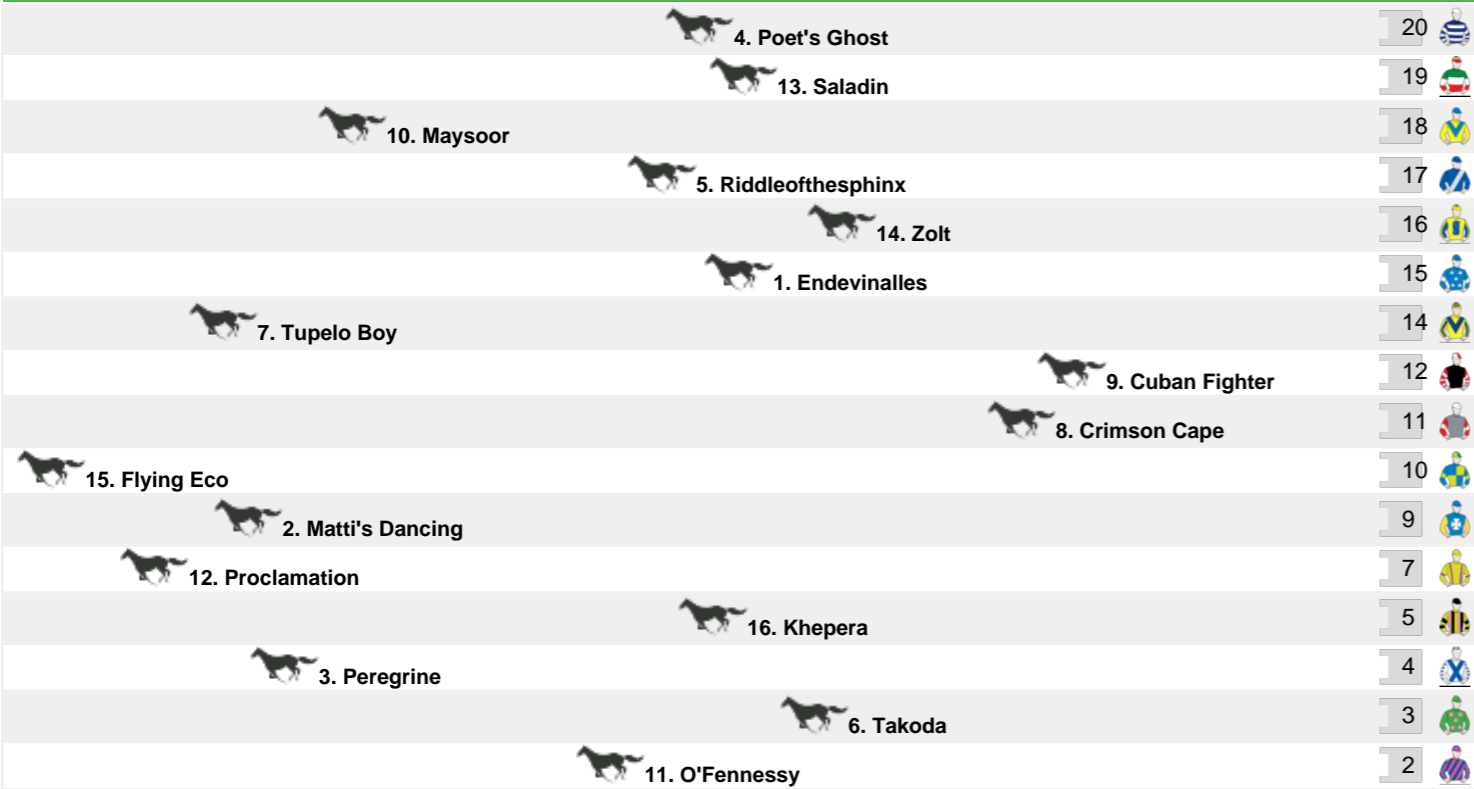 4. Poet's Ghost 20
13. Saladin 19
10. Maysoor 18
5. Riddleofthesphinx 17
14. Zolt 16
1. Endevinalles 15
7. Tupelo Boy 14
9. Cuban Fighter 12
8. Crimson Cape 11
15. Flying Eco 10
2. Matti's Dancing 9
12. Proclamation 7
16. Khepera 5
3. Peregrine 4
6. Takoda 3
11. O'Fennessy 2